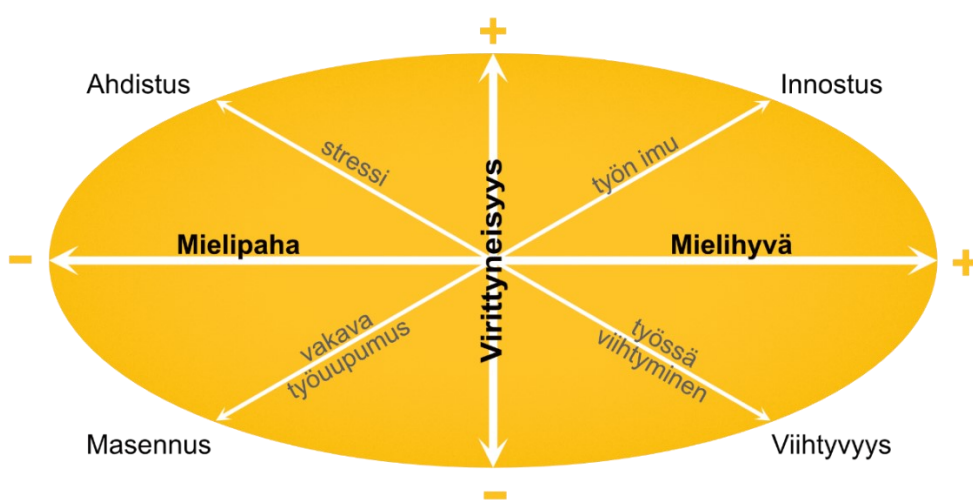 +
Ahdistus
Innostus
stressi
työn imu
Virittyneisyys
Mielipaha
Mielihyvä
-
+
vakava
työuupumus
työssä
viihtyminen
Masennus
Viihtyvyys
-